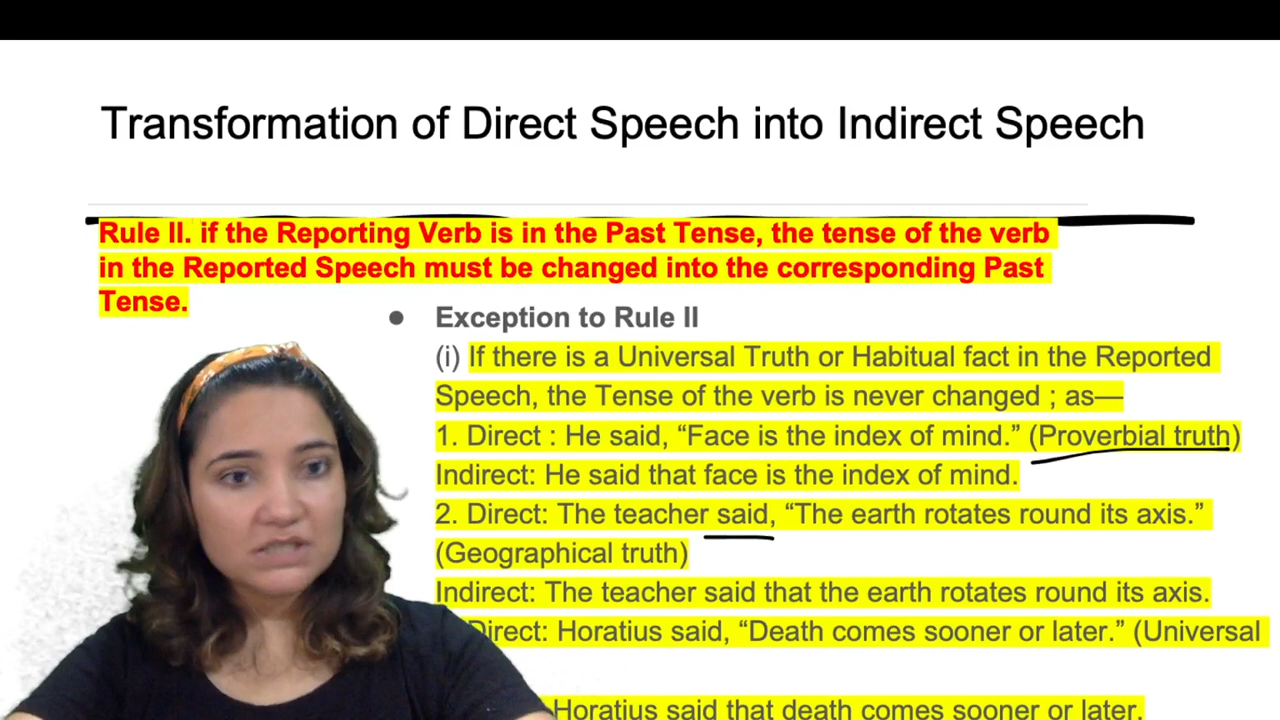 Transformation of Direct Speech into Indirect Speech
Rule II. if the Reporting Verb is in the Past Tense, the tense of the verb
in the Reported Speech must be changed into the corresponding Past
Tense.
● Exception to Rule II
(i) If there is a Universal Truth or Habitual fact in the Reported
Speech, the Tense of the verb is never changed ; as—
1. Direct : He said, “Face is the index of mind.” (Proverbial truth)
Indirect: He said that face is the index of mind.
2. Direct: The teacher said, “The earth rotates round its axis.”
(Geographical truth)
Indirect: The teacher said that the earth rotates round its axis.
Direct: Horatius said, “Death comes sooner or later.” (Universal
Horatius said that death comes sooner or later.